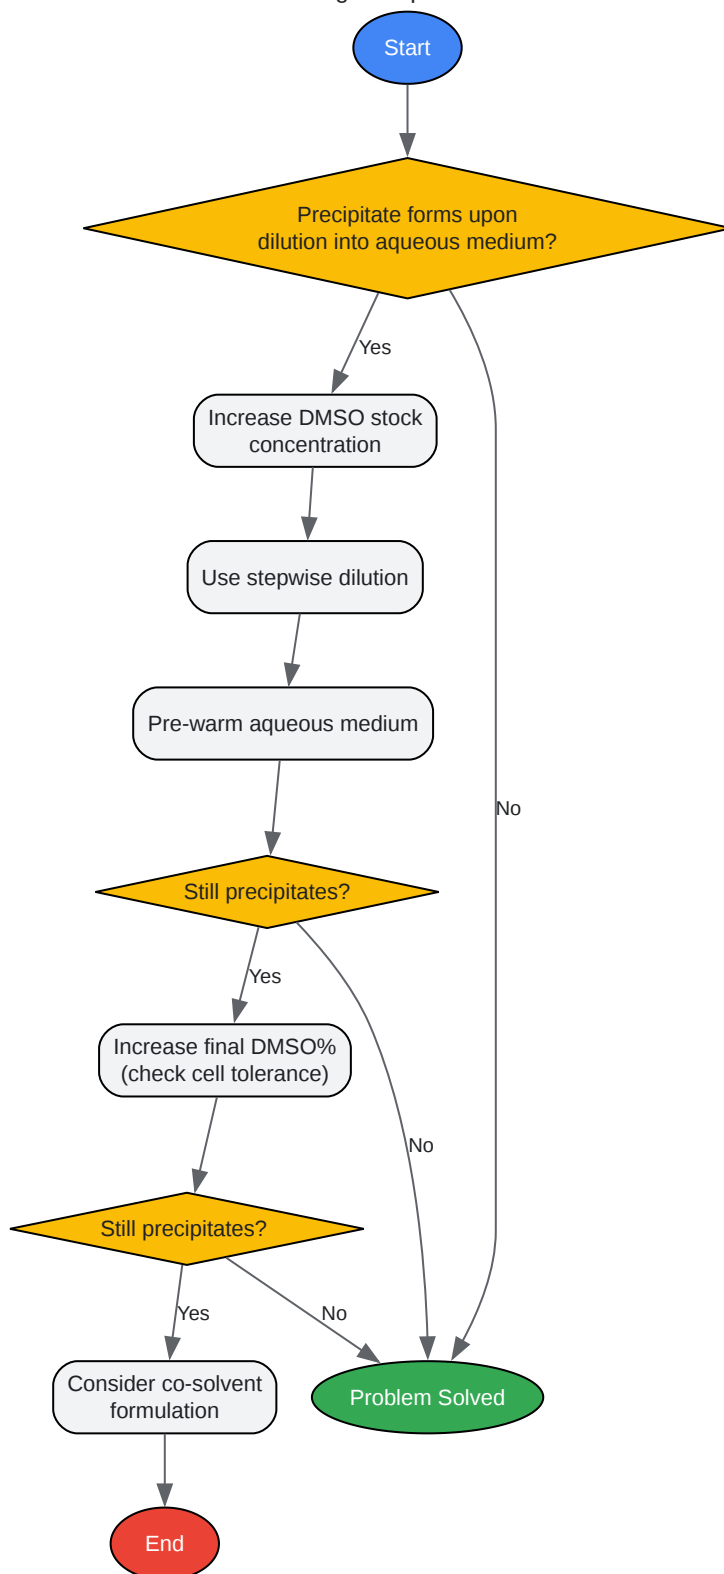 Start
Precipitate forms upon
dilution into aqueous medium?
Yes
Increase DMSO stock
concentration
Use stepwise dilution
Pre-warm aqueous medium
No
Still precipitates?
Yes
Increase final DMSO%
(check cell tolerance)
No
Still precipitates?
Yes
No
Consider co-solvent
formulation
Problem Solved
End